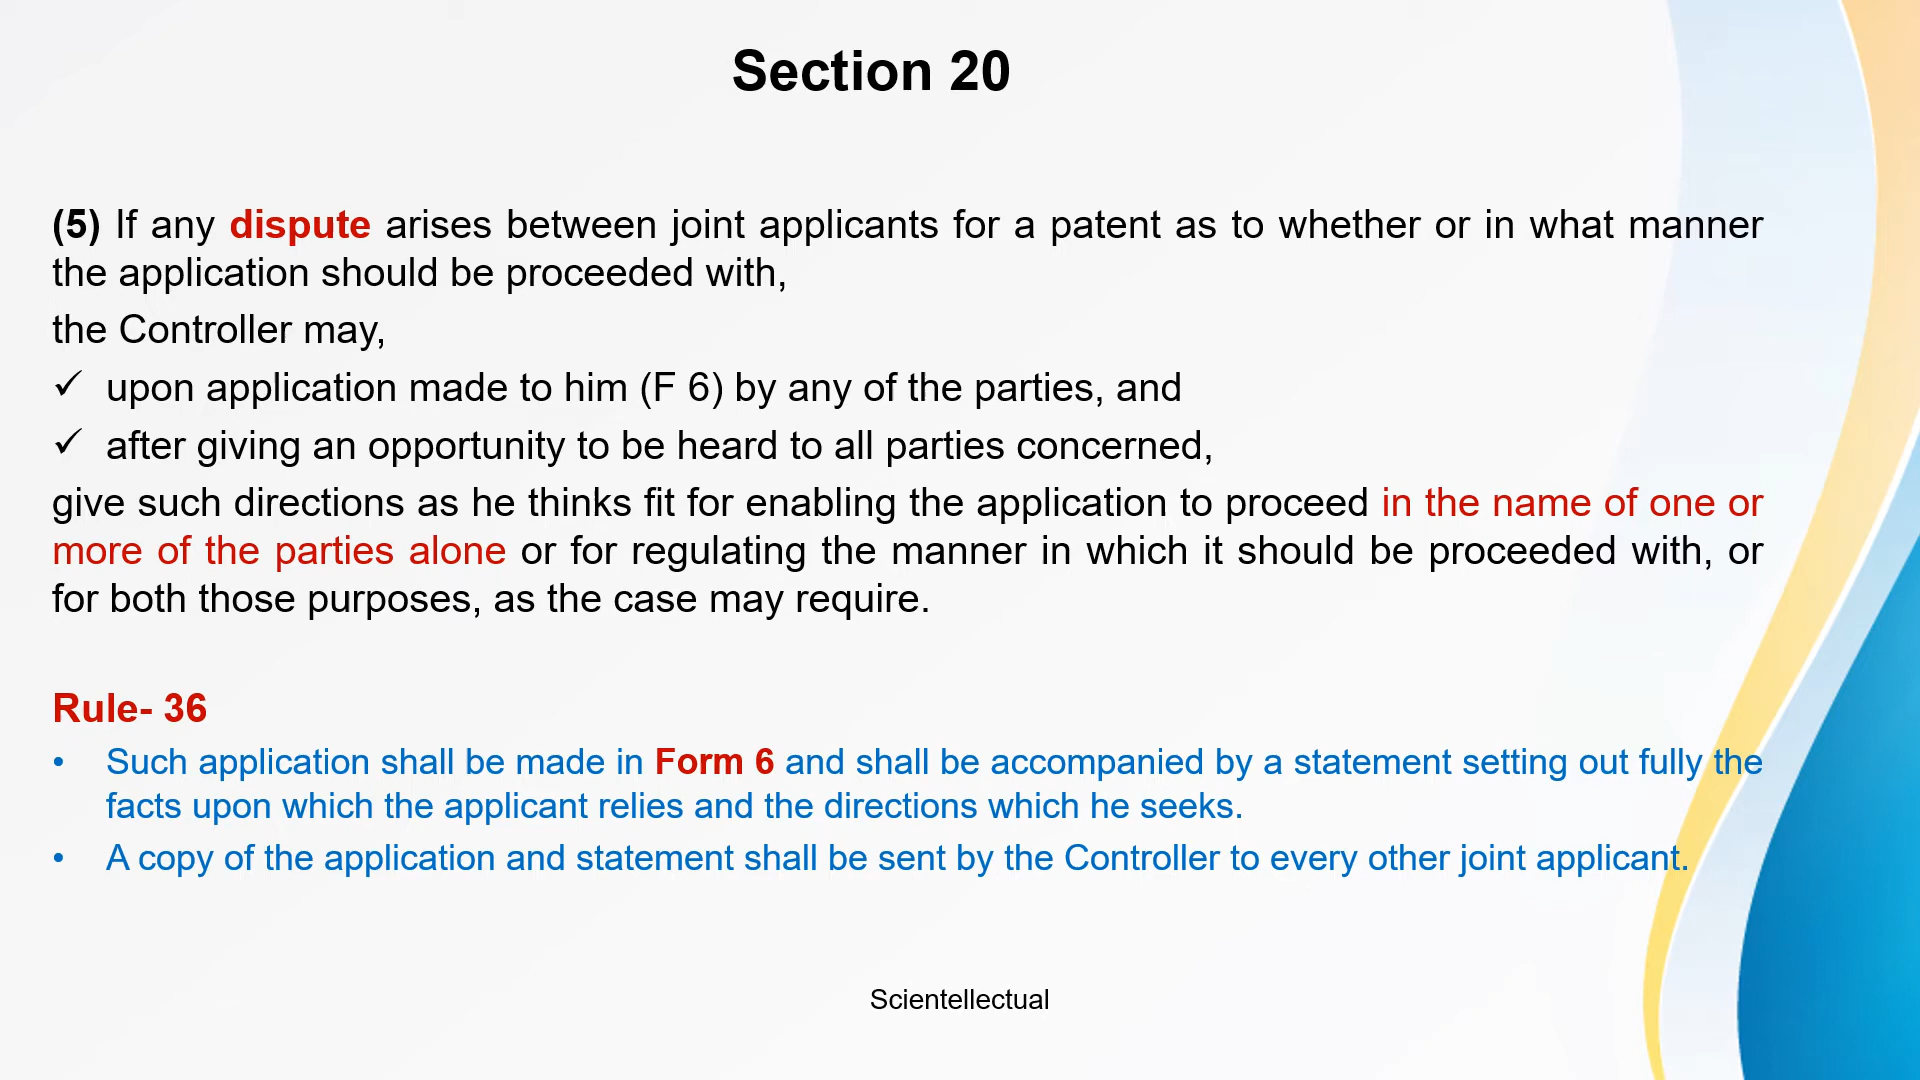 Section 20
(5) If any dispute arises between joint applicants for a patent as to whether or in what manner
the application should be proceeded with,
the Controller may,
✓ upon application made to him (F 6) by any of the parties, and
✓ after giving an opportunity to be heard to all parties concerned,
give such directions as he thinks fit for enabling the application to proceed in the name of one or
more of the parties alone or for regulating the manner in which it should be proceeded with, or
for both those purposes, as the case may require.
Rule- 36
• Such application shall be made in Form 6 and shall be accompanied by a statement setting out fully the
facts upon which the applicant relies and the directions which he seeks.
• A copy of the application and statement shall be sent by the Controller to every other joint applicant.
Scientellectual